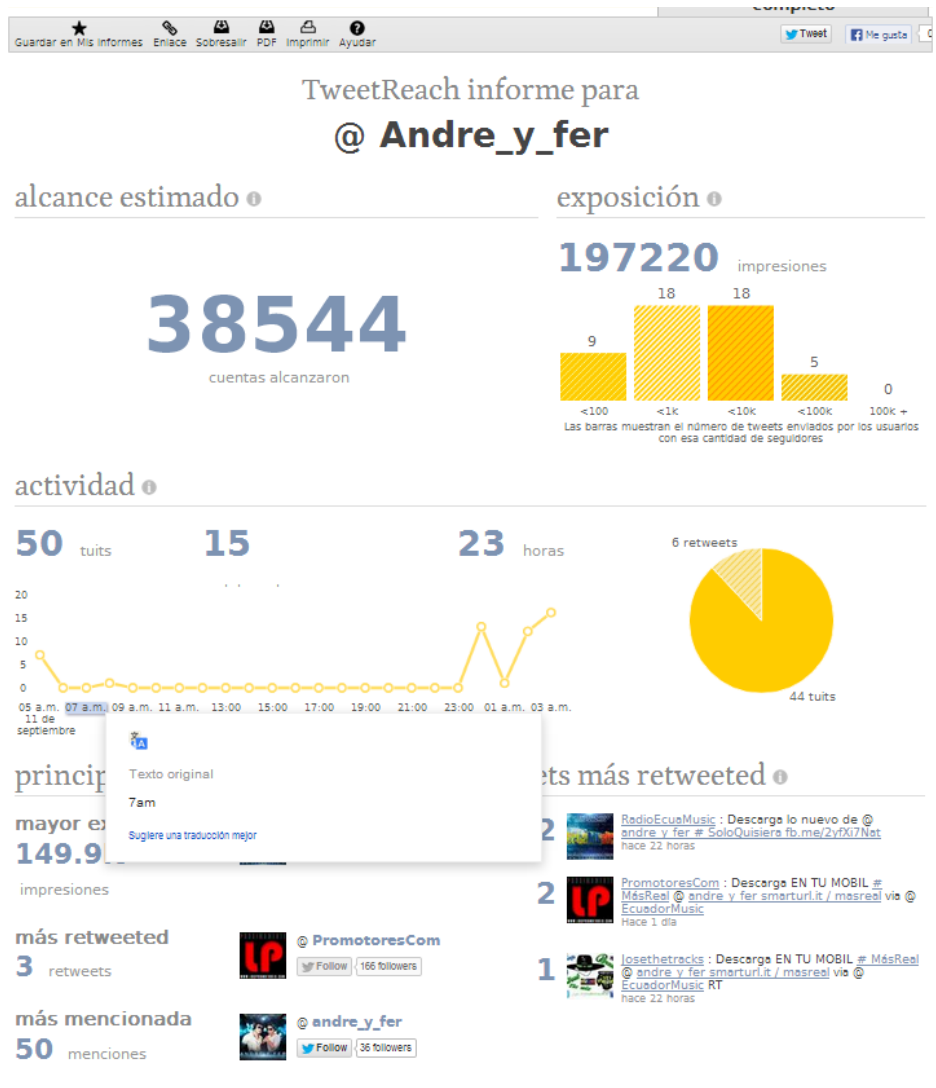 completo
Guardar en Mis Informes Enlace Sobresalir PDF Imprimir Ayudar
Tweet Me gusta 0
TweetReach informe para
@ Andre_y_fer
alcance estimado
exposición
38544
cuentas alcanzaron
197220 impresiones
9 18 18 5 0
<100 <1k <10k <100k 100k +
Las barras muestran el número de tweets enviados por los usuarios
con esa cantidad de seguidores
actividad
50 tuits 15 23 horas
6 retweets
44 tuits
20
15
10
5
0
05 a.m. 07 a.m. 09 a.m. 11 a.m. 13:00 15:00 17:00 19:00 21:00 23:00 01 a.m. 03 a.m.
11 de
septiembre
Texto original
7am
Sugiere una traducción mejor
princip
mayor ex
149.9
impresiones
más retweeted
3 retweets
@ PromotoresCom
Follow 166 followers
más mencionada
50 menciones
@ andre_y_fer
Follow 36 followers
ets más retweeted
2
RadioEcuaMusic : Descarga lo nuevo de @
andre y fer # SoloQuisiera fb.me/2yfXi7Nat
hace 22 horas
2
LP
PromotoresCom : Descarga EN TU MOBIL #
MásReal @ andre y fer smarturl.it / masreal via @
EcuadorMusic
Hace 1 día
1
Josethetracks : Descarga EN TU MOBIL # MásReal
@ andre y fer smarturl.it / masreal via @
EcuadorMusic RT
hace 22 horas